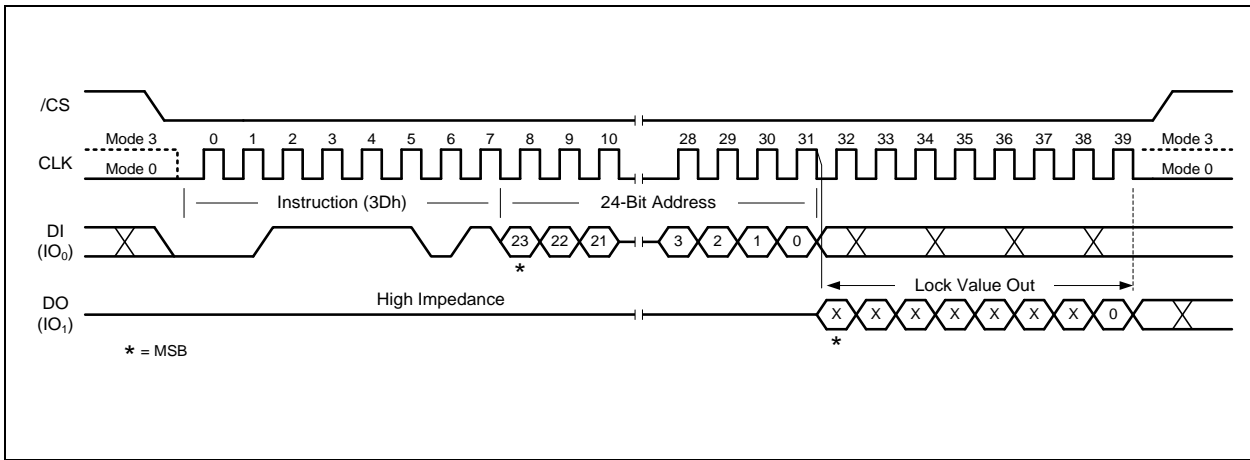 /CS
Mode 3 0 1 2 3 4 5 6 7 8 9 10 28 29 30 31 32 33 34 35 36 37 38 39 Mode 3
CLK
Mode 0 Mode 0
Instruction (3Dh) 24-Bit Address
DI
(IO0)
23 22 21 3 2 1 0
*
Lock Value Out
High Impedance
DO
(IO1)
X X X X X X X 0
* = MSB *